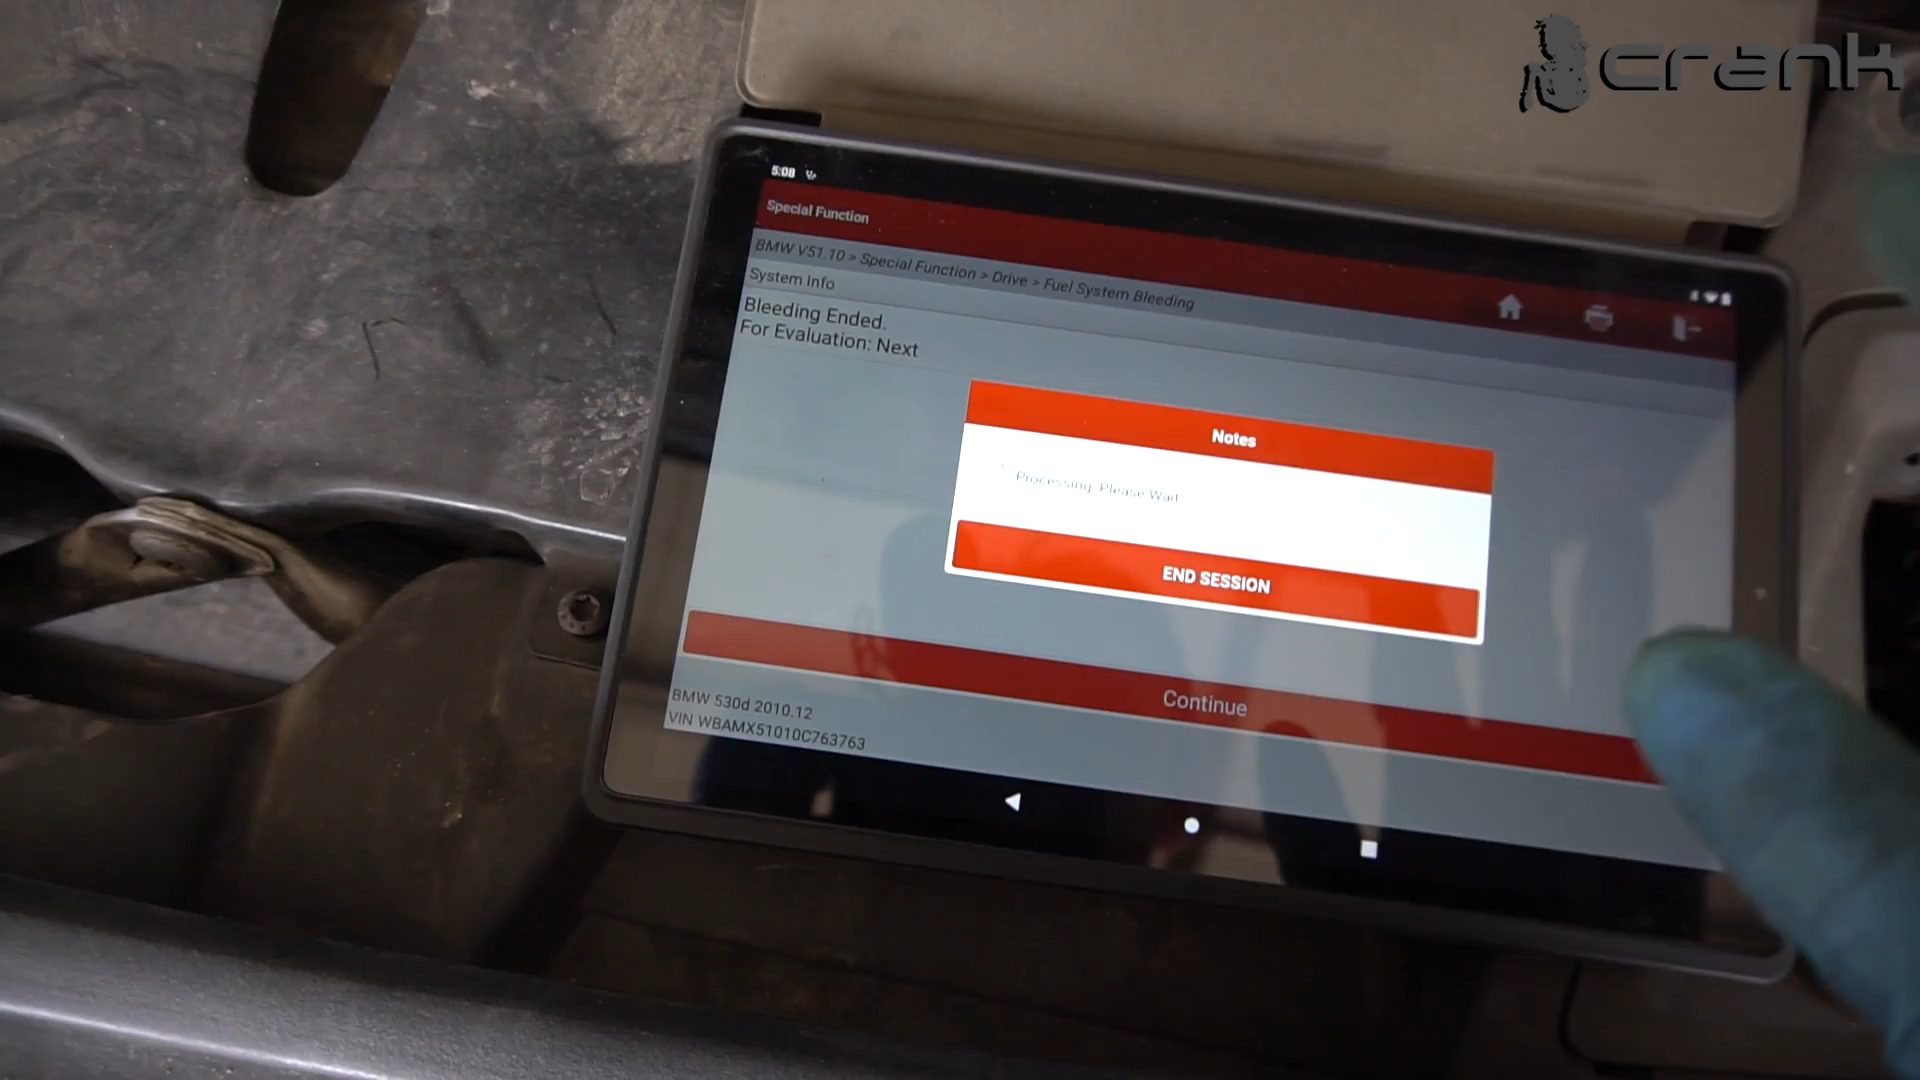 crank
5:08
Special Function
BMW V51.10 > Special Function > Drive > Fuel System Bleeding
System Info
Bleeding Ended.
For Evaluation: Next
Notes
Processing. Please Wait
END SESSION
Continue
BMW 530d 2010.12
VIN WBAMX51010C763763